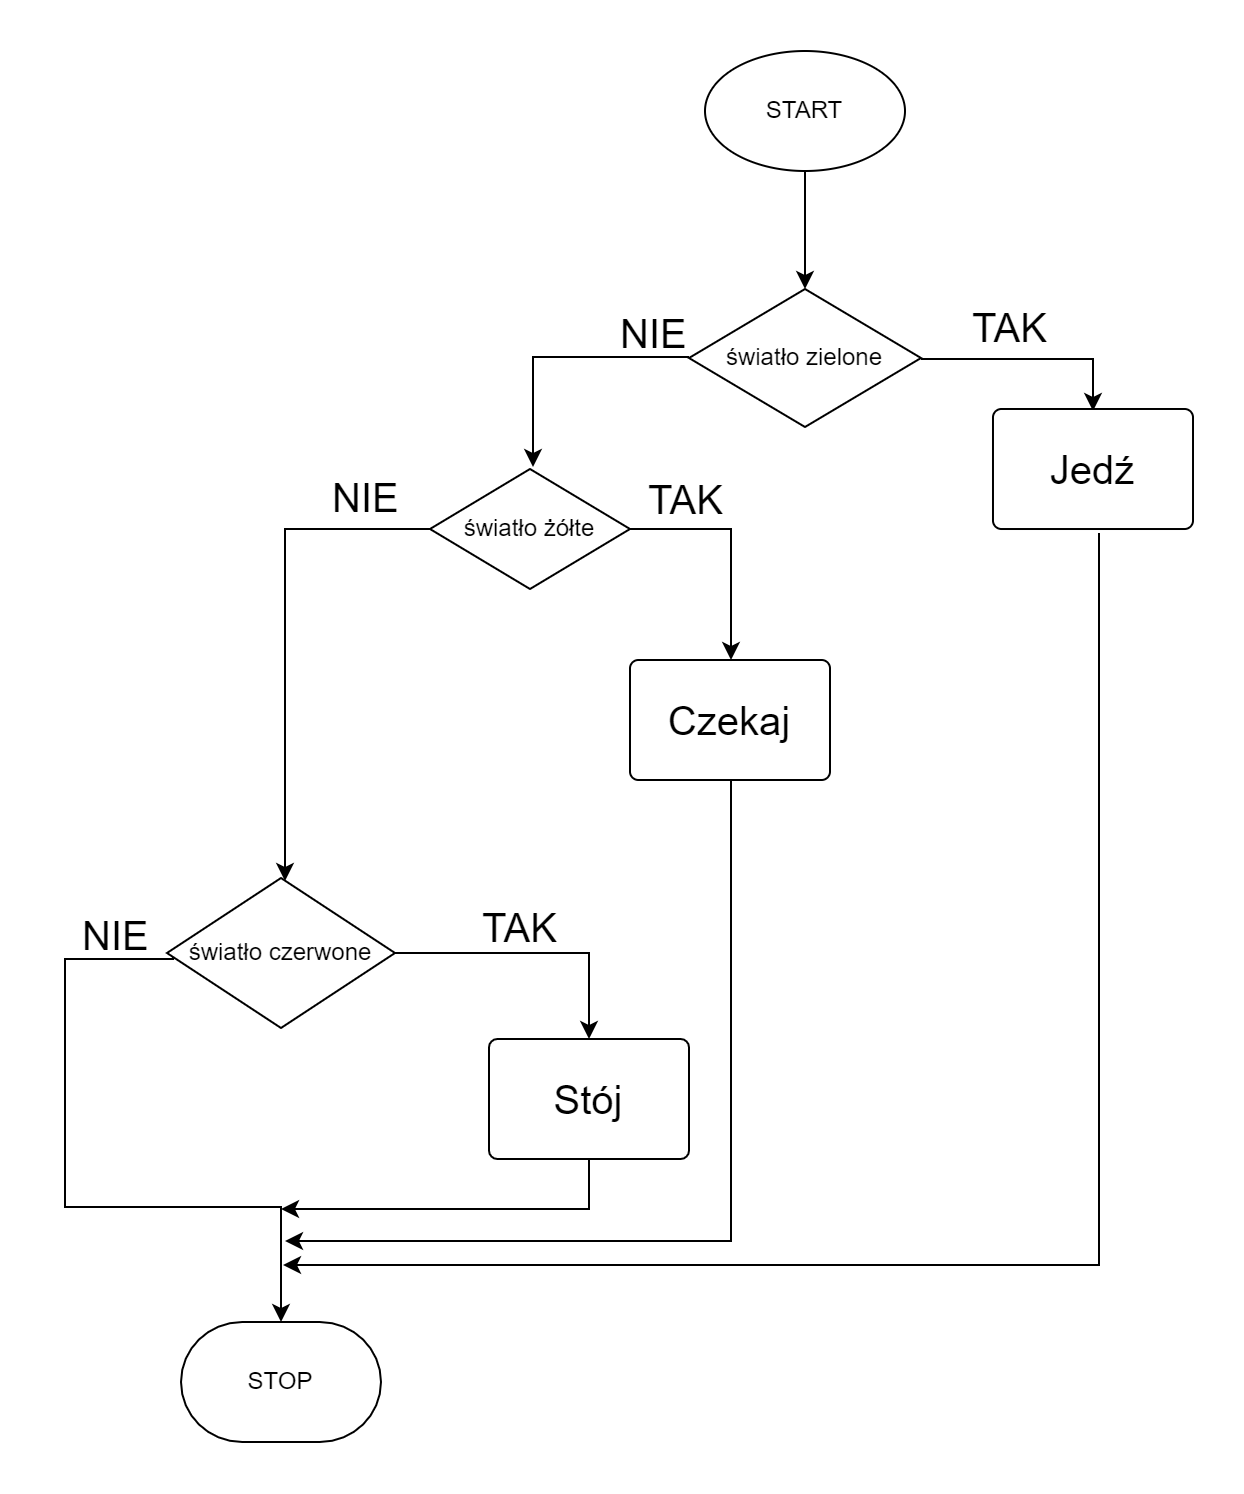 START
NIE
TAK
światło zielone
Jedź
NIE
TAK
światło żółte
Czekaj
NIE
TAK
światło czerwone
Stój
STOP